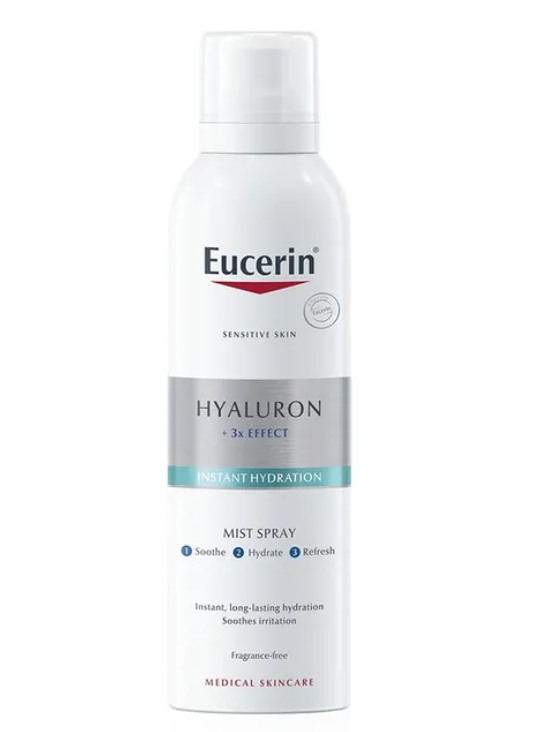 Eucerin®
Eucerin
SENSITIVE SKIN
HYALURON
+ 3x EFFECT
INSTANT HYDRATION
MIST SPRAY
1 Soothe 2 Hydrate 3 Refresh
Instant, long-lasting hydration
Soothes irritation
Fragrance-free
MEDICAL SKINCARE